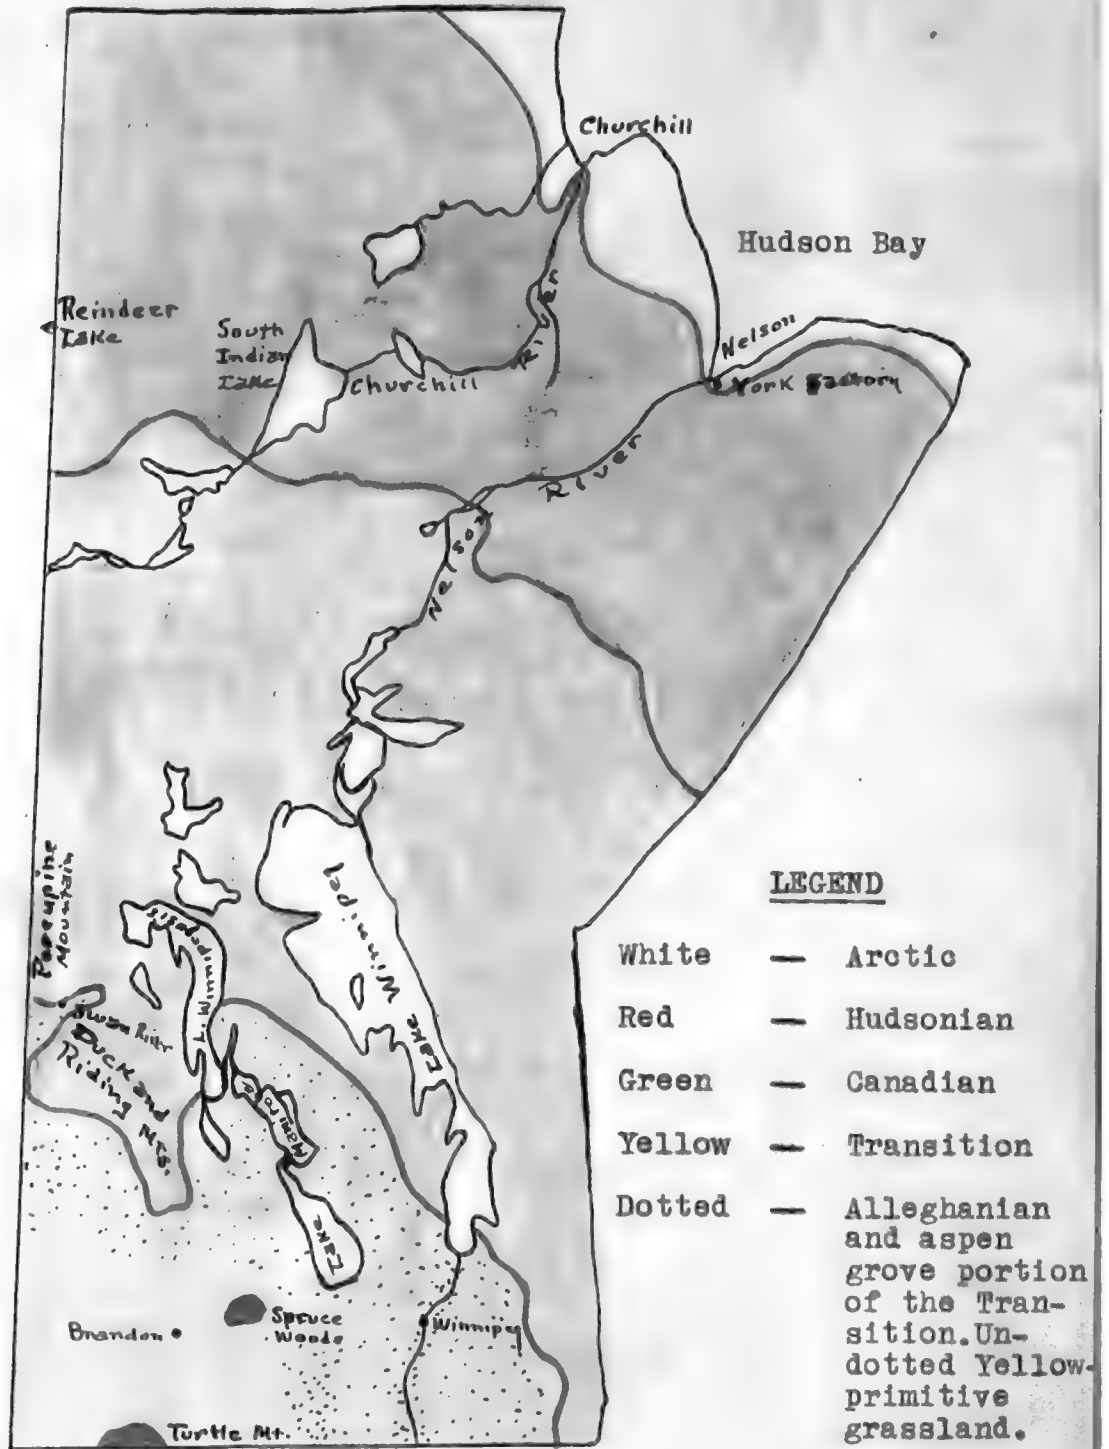 Churchill
Hudson Bay
Reindeer
Lake
South
Indian
Lake
Churchill
River
Nelson
York Factory
River
Nelson
Lake Winnipeg
Porcupine
Mountain
L. Winnipegosis
Swan River
Duck and
Riding Mts.
Lake
Manitoba
Spruce
Woods
Brandon
Winnipeg
Turtle Mt.
LEGEND
White — Arctic
Red — Hudsonian
Green — Canadian
Yellow — Transition
Dotted — Alleghanian
and aspen
grove portion
of the Tran-
sition.Un-
dotted Yellow-
primitive
grassland.